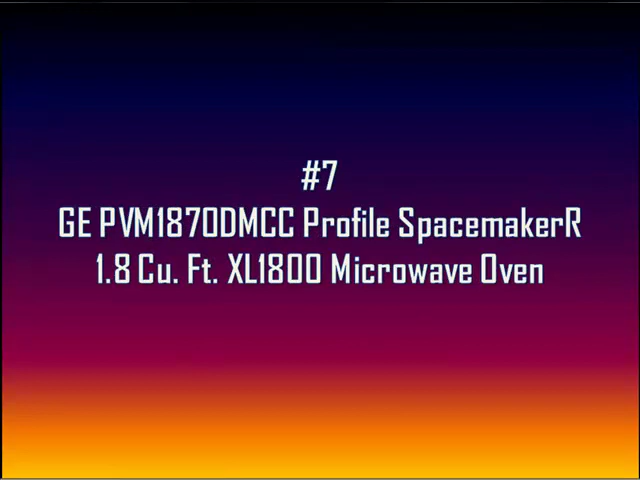 #7
GE PVM1870DMCC Profile SpacemakerR
1.8 Cu. Ft. XL1800 Microwave Oven